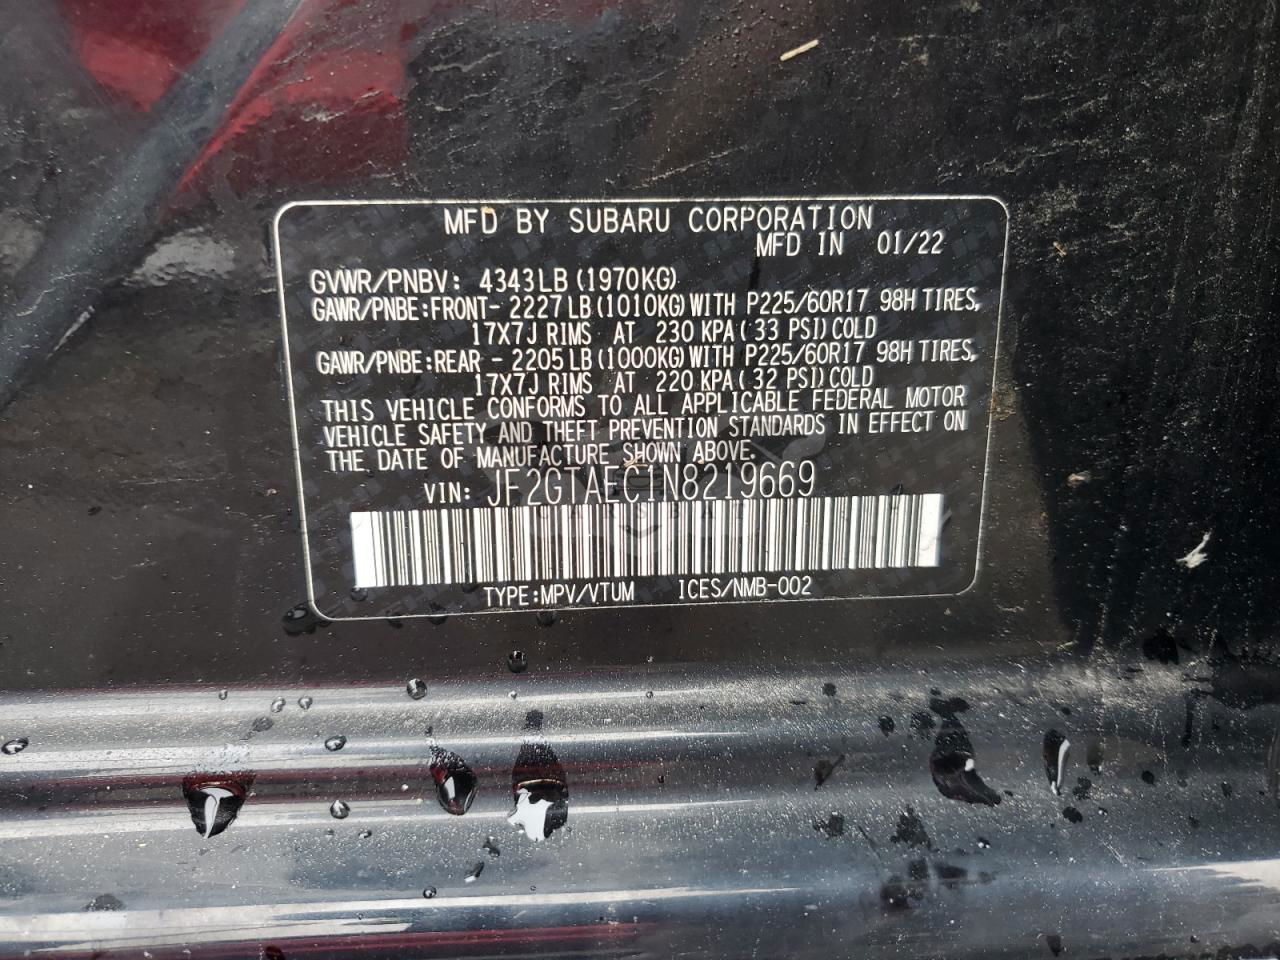 MFD BY SUBARU CORPORATION
MFD IN 01/22
GVWR/PNBV: 4343LB (1970KG)
GAWR/PNBE:FRONT- 2227LB (1010KG) WITH P225/60R17 98H TIRES,
17X7J RIMS AT 230 KPA( 33 PSI)COLD
GAWR/PNBE:REAR - 2205LB (1000KG) WITH P225/60R17 98H TIRES,
17X7J RIMS AT 220 KPA( 32 PSI)COLD
THIS VEHICLE CONFORMS TO ALL APPLICABLE FEDERAL MOTOR
VEHICLE SAFETY AND THEFT PREVENTION STANDARDS IN EFFECT ON
THE DATE OF MANUFACTURE SHOWN ABOVE.
VIN: JF2GTAEC1N8219669
TYPE:MPV/VTUM ICES/NMB-002